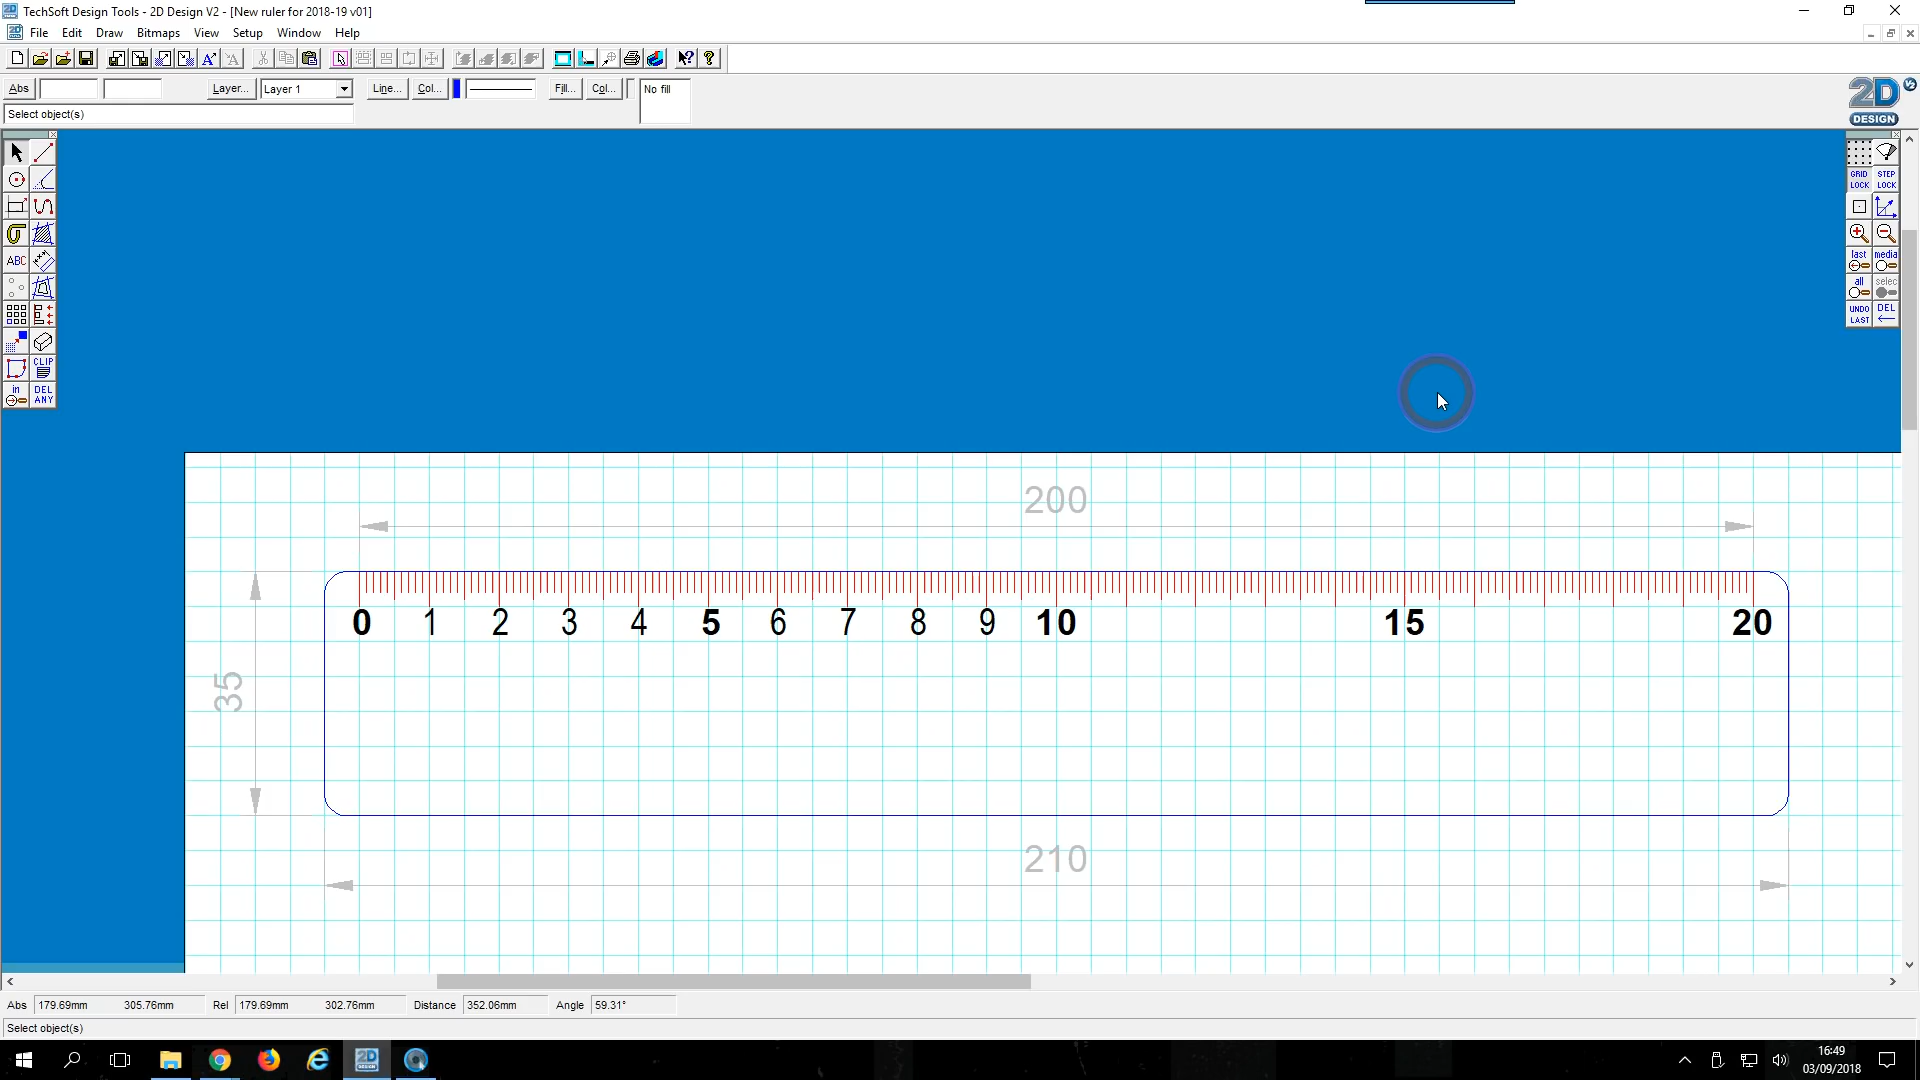 TechSoft Design Tools - 2D Design V2 - [New ruler for 2018-19 v01]
File Edit Draw Bitmaps View Setup Window Help
Abs Layer... Layer 1 Line... Col... Fill... Col... No fill
Select object(s)
2D V2
DESIGN
GRID LOCK STEP LOCK
ABC
last media
all selec
UNDO LAST DEL
CLIP
in DEL ANY
200
0 1 2 3 4 5 6 7 8 9 10 15 20
35
210
Abs 179.69mm 305.76mm Rel 179.69mm 302.76mm Distance 352.06mm Angle 59.31°
Select object(s)
2D DESIGN
16:49
03/09/2018